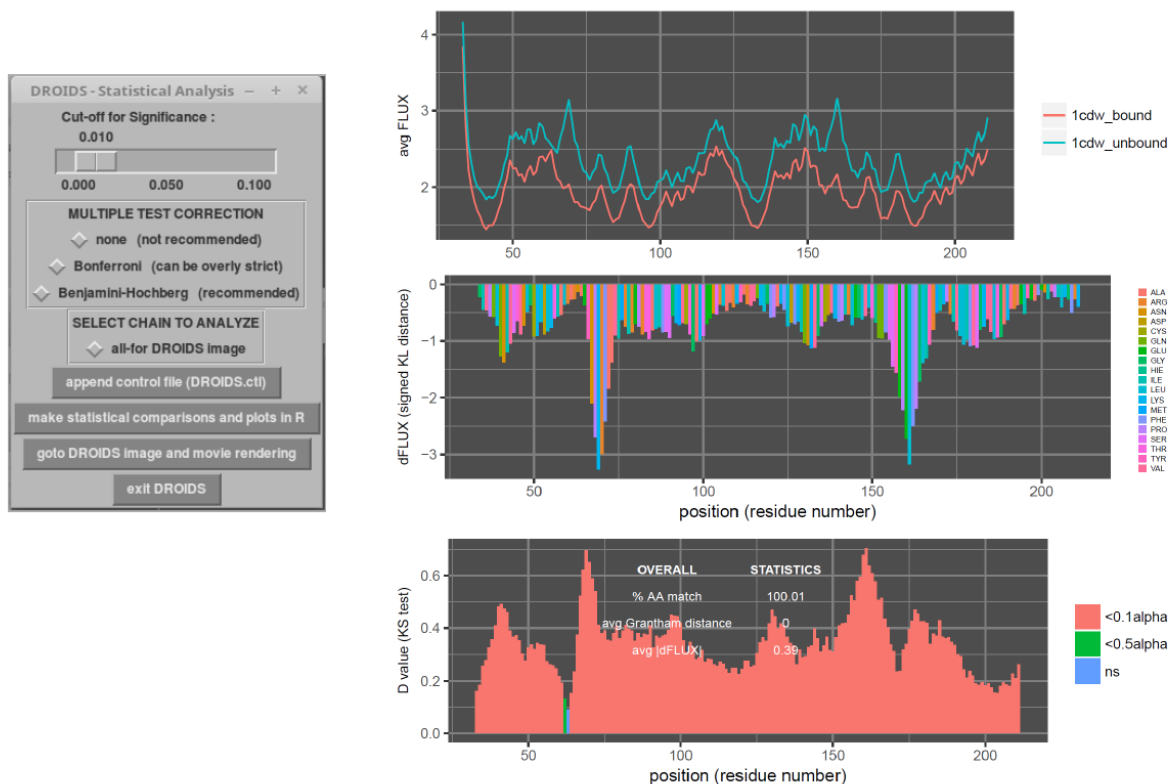 DROIDS - Statistical Analysis − + ×
Cut-off for Significance :
0.010
0.000 0.050 0.100
MULTIPLE TEST CORRECTION
none (not recommended)
Bonferroni (can be overly strict)
Benjamini-Hochberg (recommended)
SELECT CHAIN TO ANALYZE
all-for DROIDS image
append control file (DROIDS.ctl)
make statistical comparisons and plots in R
goto DROIDS image and movie rendering
exit DROIDS
avg FLUX
4
3
2
50 100 150 200
1cdw_bound
1cdw_unbound
dFLUX (signed KL distance)
0
-1
-2
-3
50 100 150 200
position (residue number)
ALA
ARG
ASN
ASP
CYS
GLN
GLU
GLY
HIE
ILE
LEU
LYS
MET
PHE
PRO
SER
THR
TYR
VAL
D value (KS test)
0.6
0.4
0.2
0.0
OVERALL STATISTICS
% AA match 100.01
avg Grantham distance 0
avg |dFLUX| 0.39
50 100 150 200
position (residue number)
<0.1alpha
<0.5alpha
ns